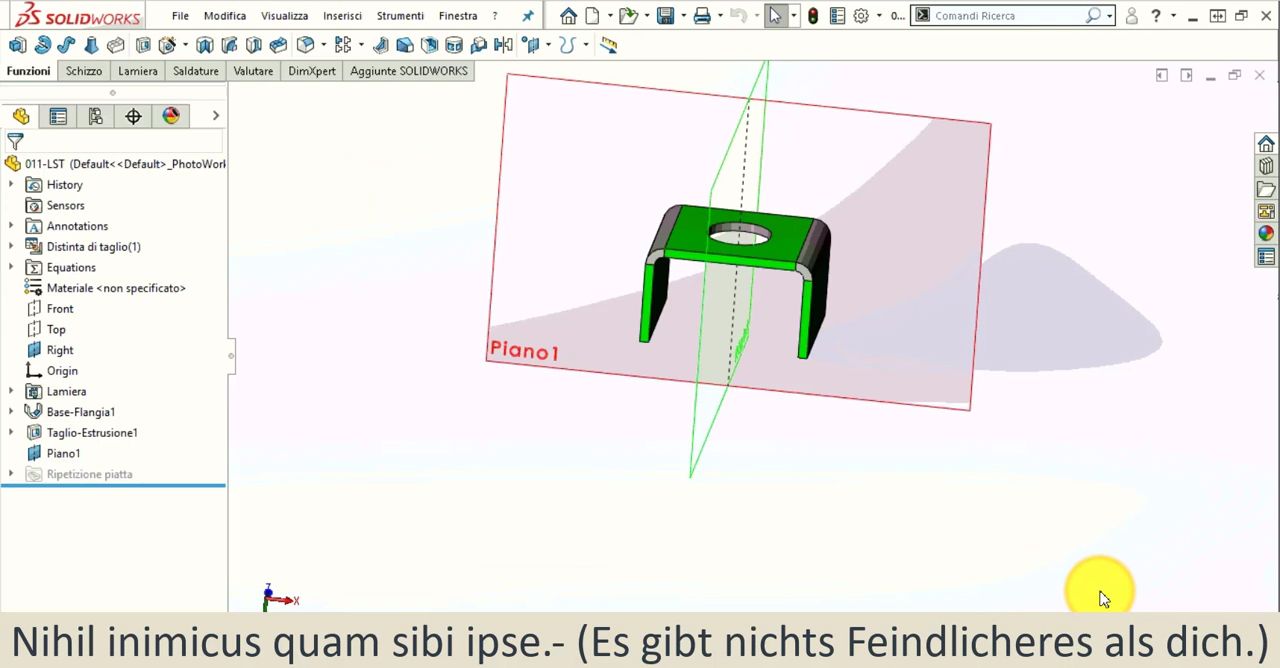 SOLIDWORKS File Modifica Visualizza Inserisci Strumenti Finestra ? 0... Comandi Ricerca ?
Funzioni Schizzo Lamiera Saldature Valutare DimXpert Aggiunte SOLIDWORKS
011-LST (Default<<Default>_PhotoWork
History
Sensors
Annotations
Distinta di taglio(1)
Equations
Materiale <non specificato>
Front
Top
Right
Origin
Lamiera
Base-Flangia1
Taglio-Estrusione1
Piano1
Ripetizione piatta
Piano1
Z
X
Nihil inimicus quam sibi ipse.- (Es gibt nichts Feindlicheres als dich.)